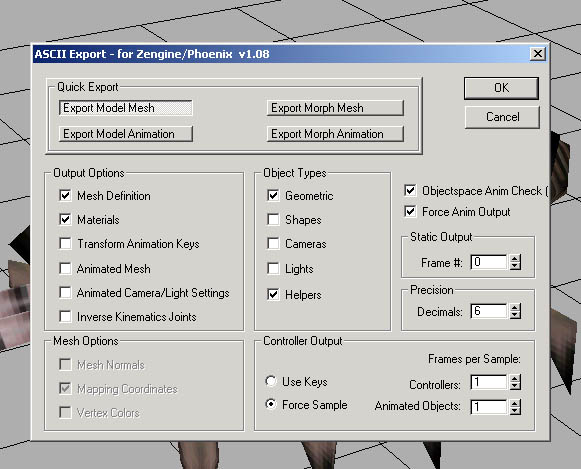 ASCII Export - for Zengine/Phoenix v1.08
Quick Export
Export Model Mesh
Export Morph Mesh
Export Model Animation
Export Morph Animation
OK
Cancel
Output Options
Mesh Definition
Materials
Transform Animation Keys
Animated Mesh
Animated Camera/Light Settings
Inverse Kinematics Joints
Object Types
Geometric
Shapes
Cameras
Lights
Helpers
Objectspace Anim Check (
Force Anim Output
Static Output
Frame #: 0
Precision
Decimals: 6
Mesh Options
Mesh Normals
Mapping Coordinates
Vertex Colors
Controller Output
Frames per Sample:
Use Keys
Controllers: 1
Force Sample
Animated Objects: 1